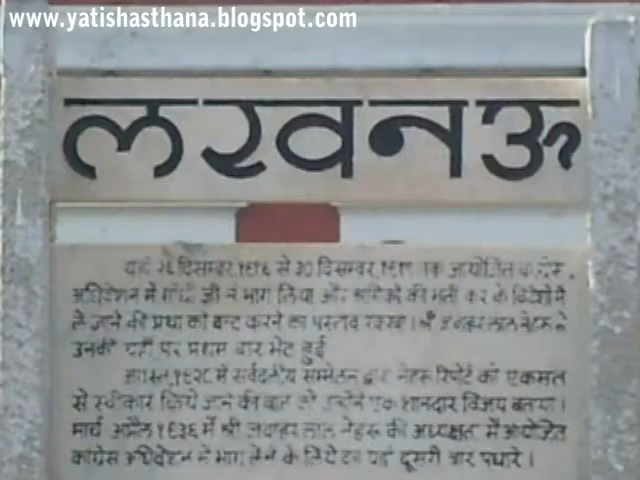 www.yatishasthana.blogspot.com
लखनऊ
यहां २६ दिसम्बर १९१६ से ३० दिसम्बर तक आयोजित कांग्रेस
अधिवेशन में गांधी जी ने भाग लिया और श्रमिकों की भर्ती कर के विदेशों में
ले जाने की प्रथा को बन्द करने का प्रस्ताव रक्खा। श्री जवाहर लाल नेहरू से
उनकी यहीं पर प्रथम बार भेंट हुई
अगस्त १९२८ में सर्वदलीय सम्मेलन द्वारा नेहरू रिपोर्ट को एकमत
से स्वीकार किये जाने की बात को उन्होंने एक शानदार विजय बताया।
मार्च अप्रैल १९३६ में श्री जवाहर लाल नेहरू की अध्यक्षता में आयोजित
कांग्रेस अधिवेशन में भाग लेने के लिये वह यहां दूसरी बार पधारे।